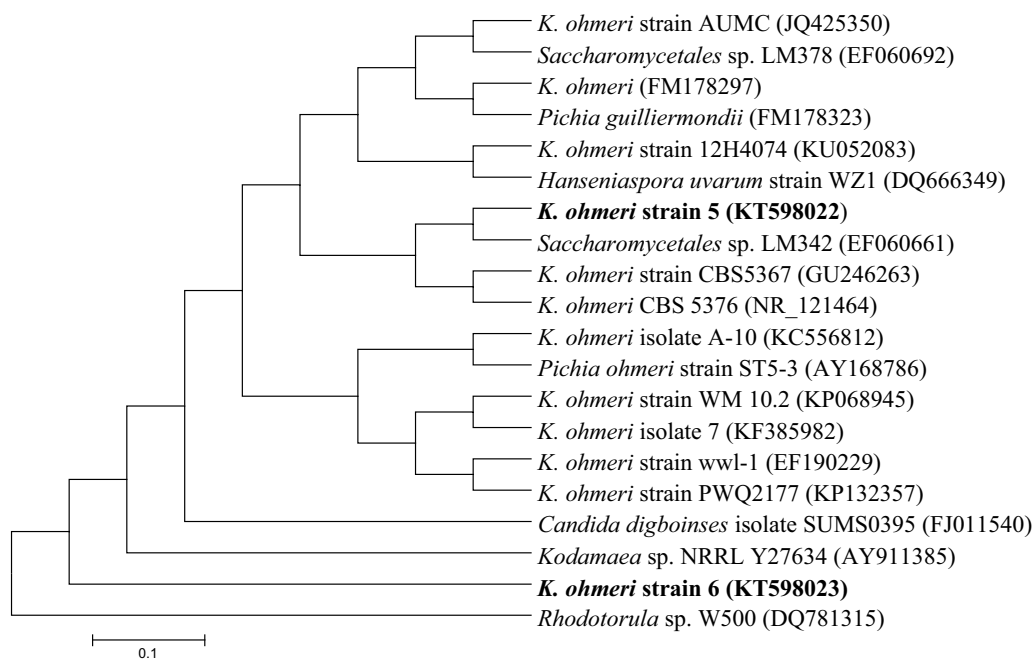 K. ohmeri strain AUMC (JQ425350)
Saccharomycetales sp. LM378 (EF060692)
K. ohmeri (FM178297)
Pichia guilliermondii (FM178323)
K. ohmeri strain 12H4074 (KU052083)
Hanseniaspora uvarum strain WZ1 (DQ666349)
K. ohmeri strain 5 (KT598022)
Saccharomycetales sp. LM342 (EF060661)
K. ohmeri strain CBS5367 (GU246263)
K. ohmeri CBS 5376 (NR_121464)
K. ohmeri isolate A-10 (KC556812)
Pichia ohmeri strain ST5-3 (AY168786)
K. ohmeri strain WM 10.2 (KP068945)
K. ohmeri isolate 7 (KF385982)
K. ohmeri strain wwl-1 (EF190229)
K. ohmeri strain PWQ2177 (KP132357)
Candida digboinses isolate SUMS0395 (FJ011540)
Kodamaea sp. NRRL Y27634 (AY911385)
K. ohmeri strain 6 (KT598023)
Rhodotorula sp. W500 (DQ781315)
0.1